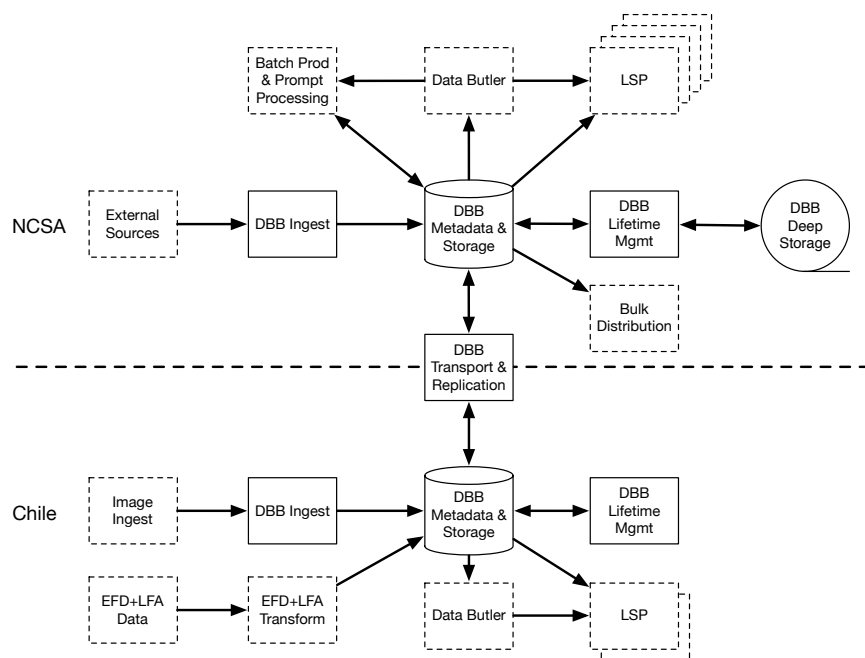 Batch Prod
& Prompt
Processing
Data Butler
LSP
NCSA
External
Sources
DBB Ingest
DBB
Metadata &
Storage
DBB
Lifetime
Mgmt
DBB
Deep
Storage
Bulk
Distribution
DBB
Transport &
Replication
Chile
Image
Ingest
DBB Ingest
DBB
Metadata &
Storage
DBB
Lifetime
Mgmt
EFD+LFA
Data
EFD+LFA
Transform
Data Butler
LSP